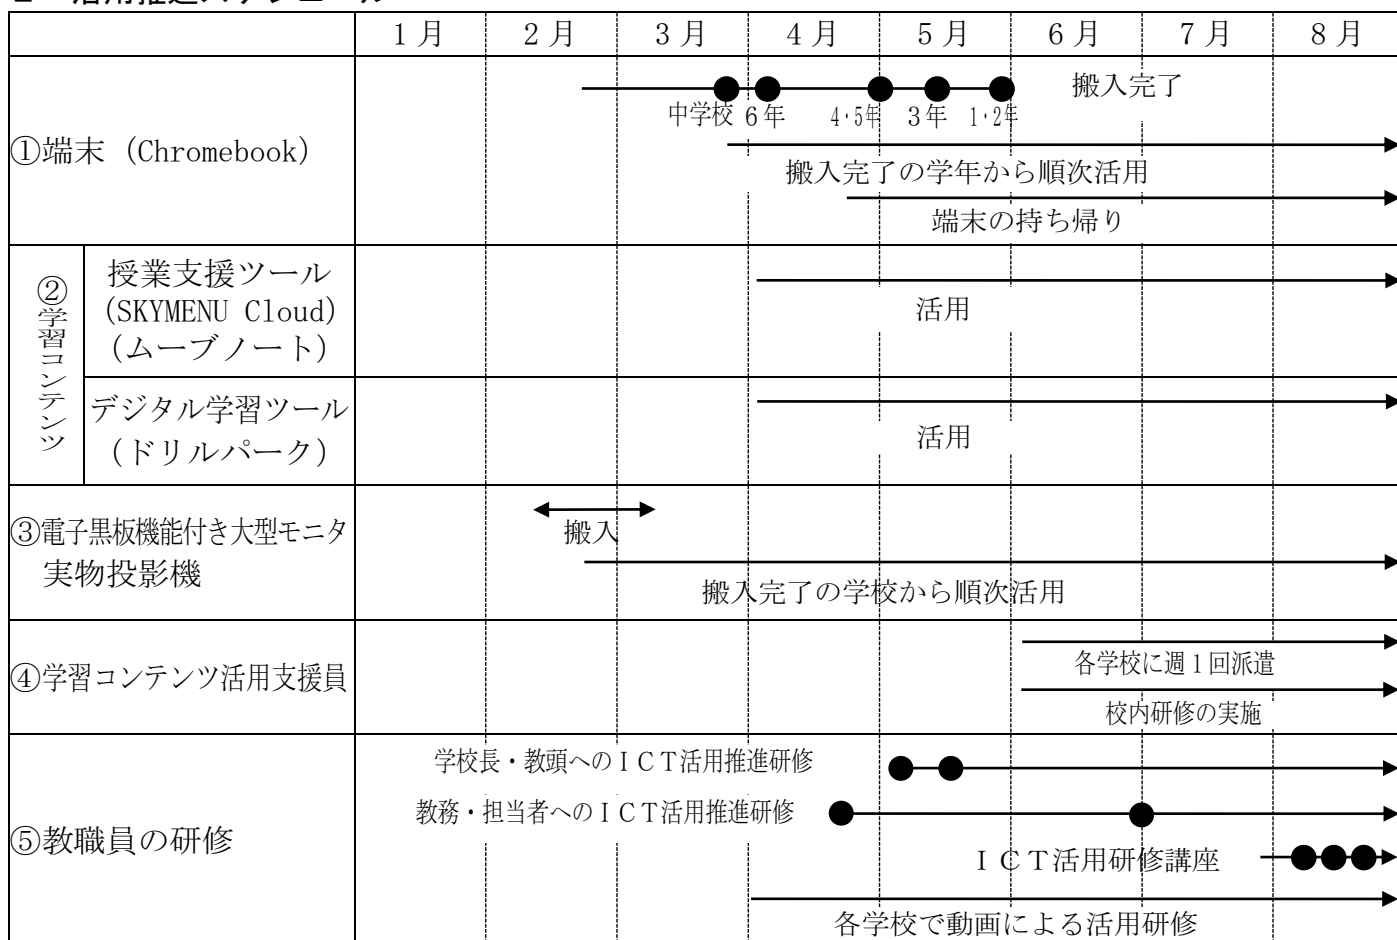 活用推進スケジュール
１月 ２月 ３月 ４月 ５月 ６月 ７月 ８月
①端末（Chromebook）
搬入完了
中学校 ６年 4・5年 ３年 1・2年
搬入完了の学年から順次活用
端末の持ち帰り
②学習コンテンツ
授業支援ツール
（SKYMENU Cloud）
（ムーブノート）
活用
デジタル学習ツール
（ドリルパーク）
活用
③電子黒板機能付き大型モニタ
実物投影機
搬入
搬入完了の学校から順次活用
④学習コンテンツ活用支援員
各学校に週１回派遣
校内研修の実施
⑤教職員の研修
学校長・教頭へのＩＣＴ活用推進研修
教務・担当者へのＩＣＴ活用推進研修
ＩＣＴ活用研修講座
各学校で動画による活用研修